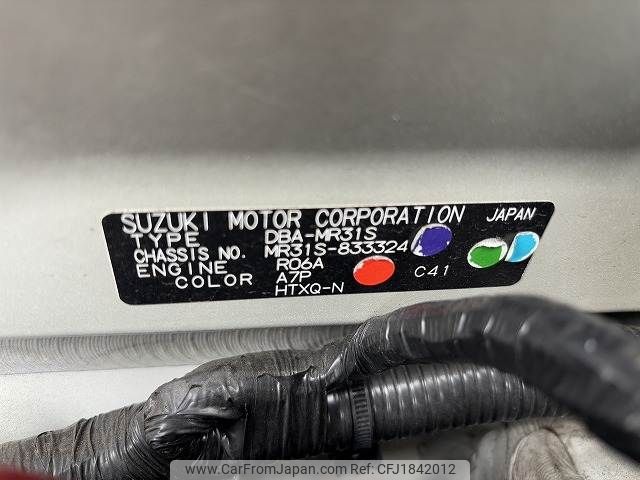 SUZUKI MOTOR CORPORATION JAPAN
TYPE DBA-MR31S
CHASSIS NO. MR31S-833324
ENGINE R06A
COLOR A7P C41
HTXQ-N
www.CarFromJapan.com - Ref No: CFJ1842012